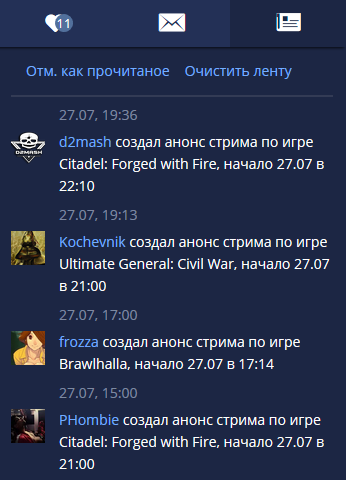 11
Отм. как прочитаное Очистить ленту
27.07, 19:36
D2MASH
d2mash создал анонс стрима по игре
Citadel: Forged with Fire, начало 27.07 в
22:10
27.07, 19:13
Kochevnik создал анонс стрима по игре
Ultimate General: Civil War, начало 27.07
в 21:00
27.07, 17:00
frozza создал анонс стрима по игре
Brawlhalla, начало 27.07 в 17:14
27.07, 15:00
PHombie создал анонс стрима по игре
Citadel: Forged with Fire, начало 27.07 в
21:00